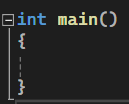 int main()
{
}